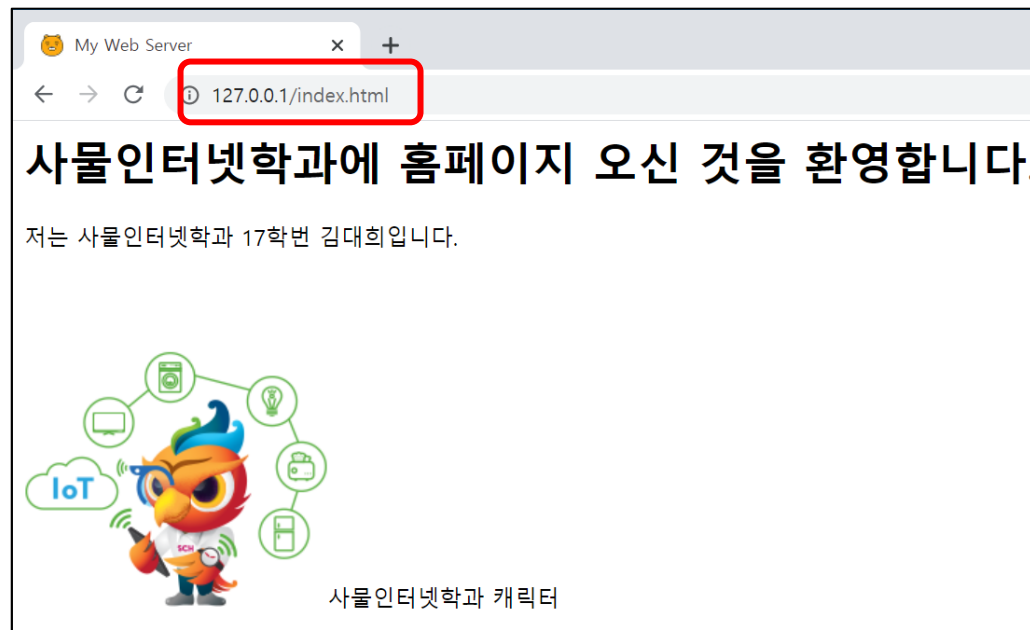 My Web Server
127.0.0.1/index.html
사물인터넷학과에 홈페이지 오신 것을 환영합니다.
저는 사물인터넷학과 17학번 김대희입니다.
IoT
SCH
사물인터넷학과 캐릭터